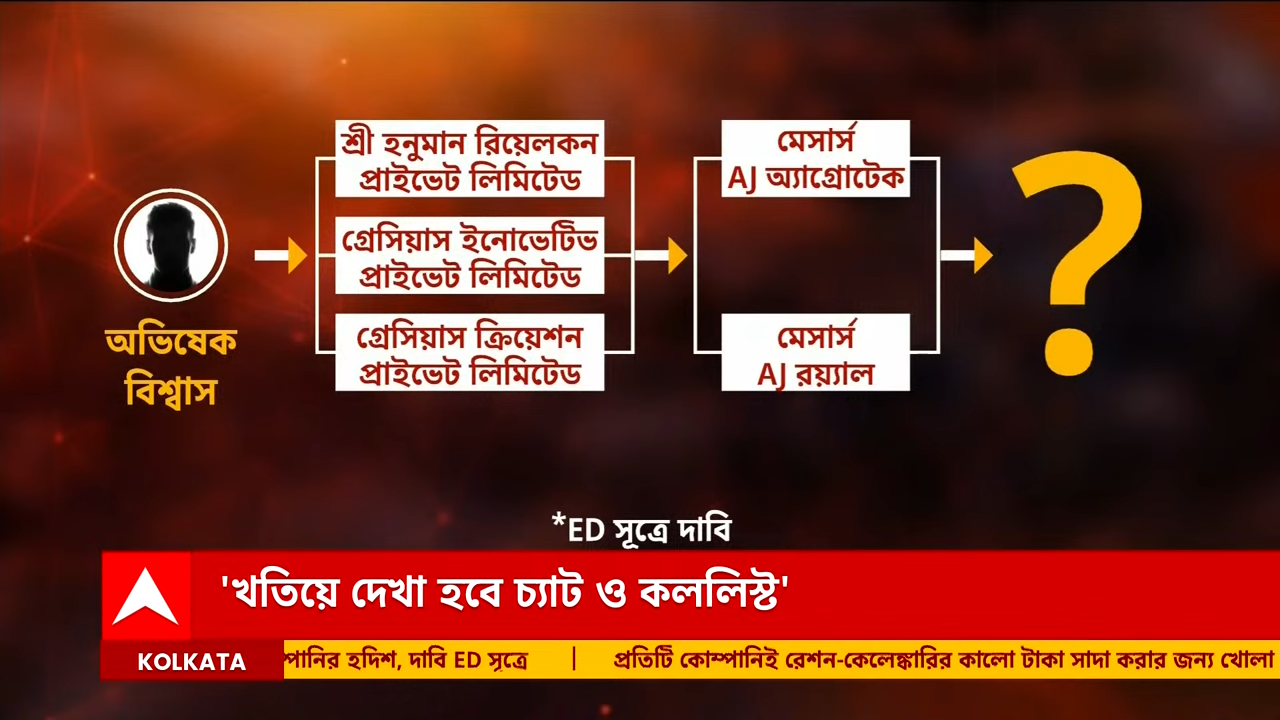 শ্রী হনুমান রিয়েলকন
প্রাইভেট লিমিটেড
মেসার্স
AJ অ্যাগ্রোটেক
গ্রেসিয়াস ইনোভেটিভ
প্রাইভেট লিমিটেড
অভিষেক
বিশ্বাস
গ্রেসিয়াস ক্রিয়েশন
প্রাইভেট লিমিটেড
মেসার্স
AJ রয়্যাল
?
*ED সূত্রে দাবি
'খতিয়ে দেখা হবে চ্যাট ও কললিস্ট'
KOLKATA
পানির হদিশ, দাবি ED সূত্রে | প্রতিটি কোম্পানিই রেশন-কেলেঙ্কারির কালো টাকা সাদা করার জন্য খোলা